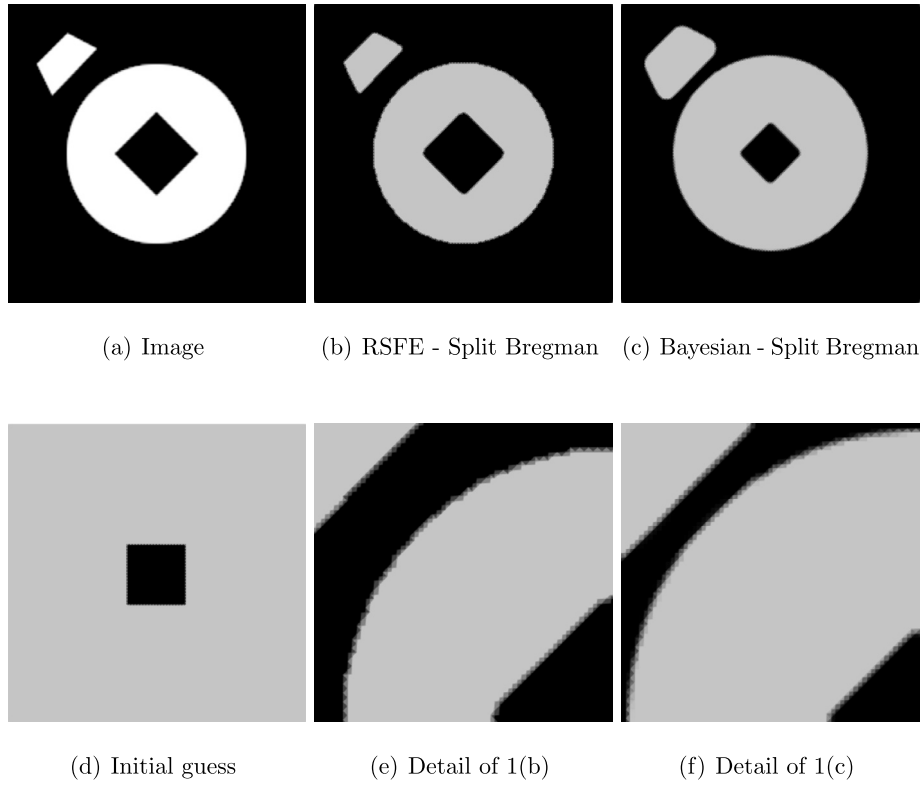 (a) Image
(b) RSFE - Split Bregman
(c) Bayesian - Split Bregman
(d) Initial guess
(e) Detail of 1(b)
(f) Detail of 1(c)